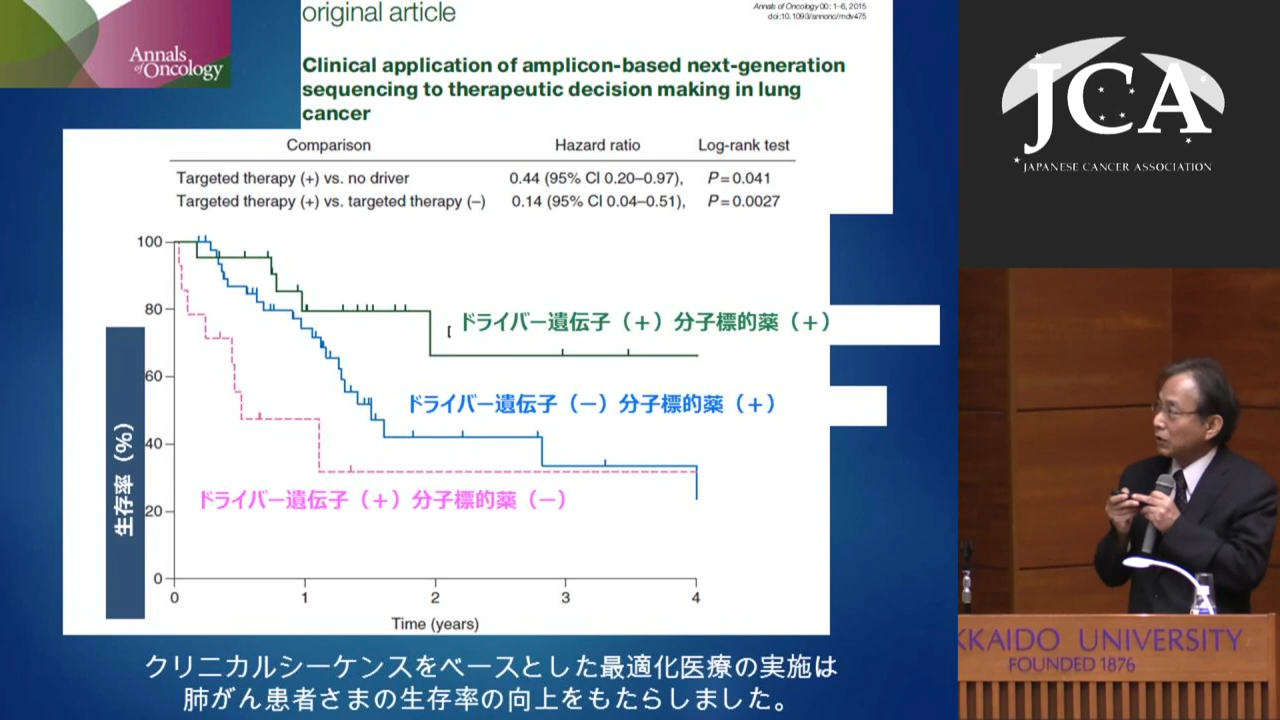 Annals
of Oncology
original article
Annals of Oncology 00: 1–6, 2015
doi:10.1093/annonc/mdv475
Clinical application of amplicon-based next-generation
sequencing to therapeutic decision making in lung
cancer
Comparison Hazard ratio Log-rank test
Targeted therapy (+) vs. no driver 0.44 (95% CI 0.20–0.97), P=0.041
Targeted therapy (+) vs. targeted therapy (–) 0.14 (95% CI 0.04–0.51), P=0.0027
100
80
60
40
20
0
生存率（%）
ドライバー遺伝子（＋）分子標的薬（＋）
ドライバー遺伝子（－）分子標的薬（＋）
ドライバー遺伝子（＋）分子標的薬（－）
0 1 2 3 4
Time (years)
クリニカルシーケンスをベースとした最適化医療の実施は
肺がん患者さまの生存率の向上をもたらしました。
JCA
JAPANESE CANCER ASSOCIATION
KKAIDO UNIVERSITY
FOUNDED 1876